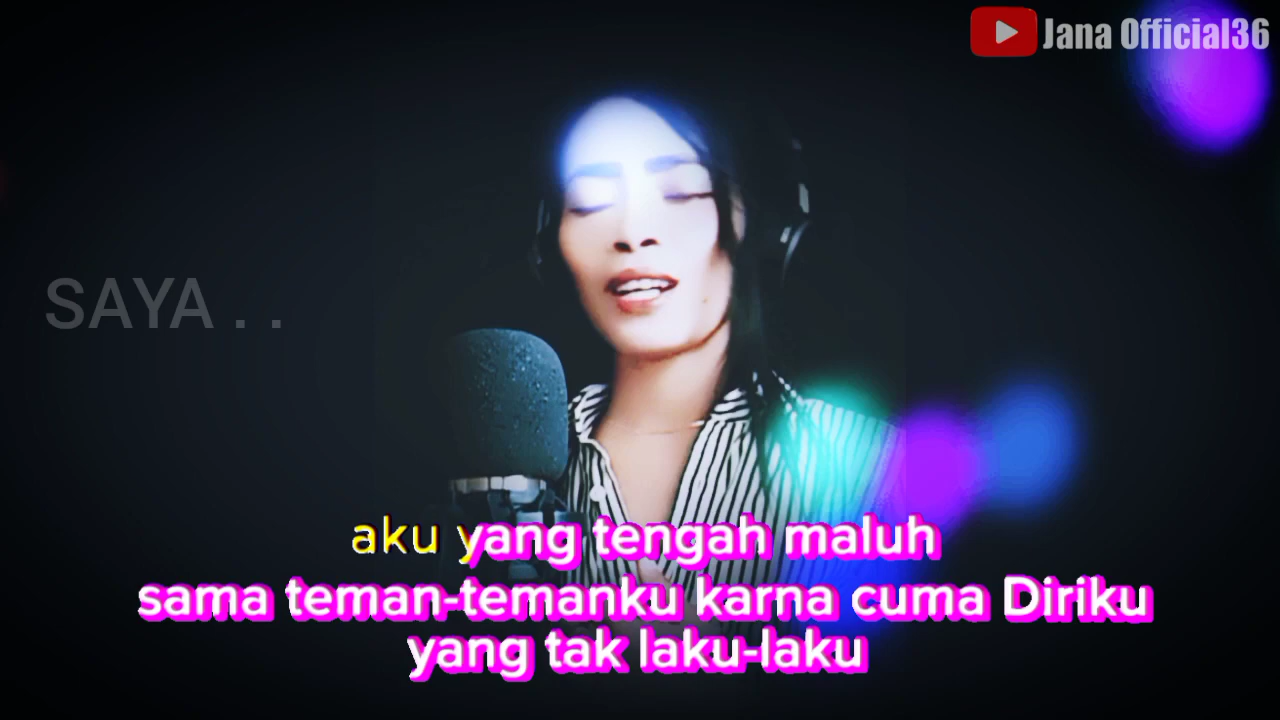 Jana Official36
SAYA . .
aku yang tengah maluh
sama teman-temanku karna cuma Diriku
yang tak laku-laku